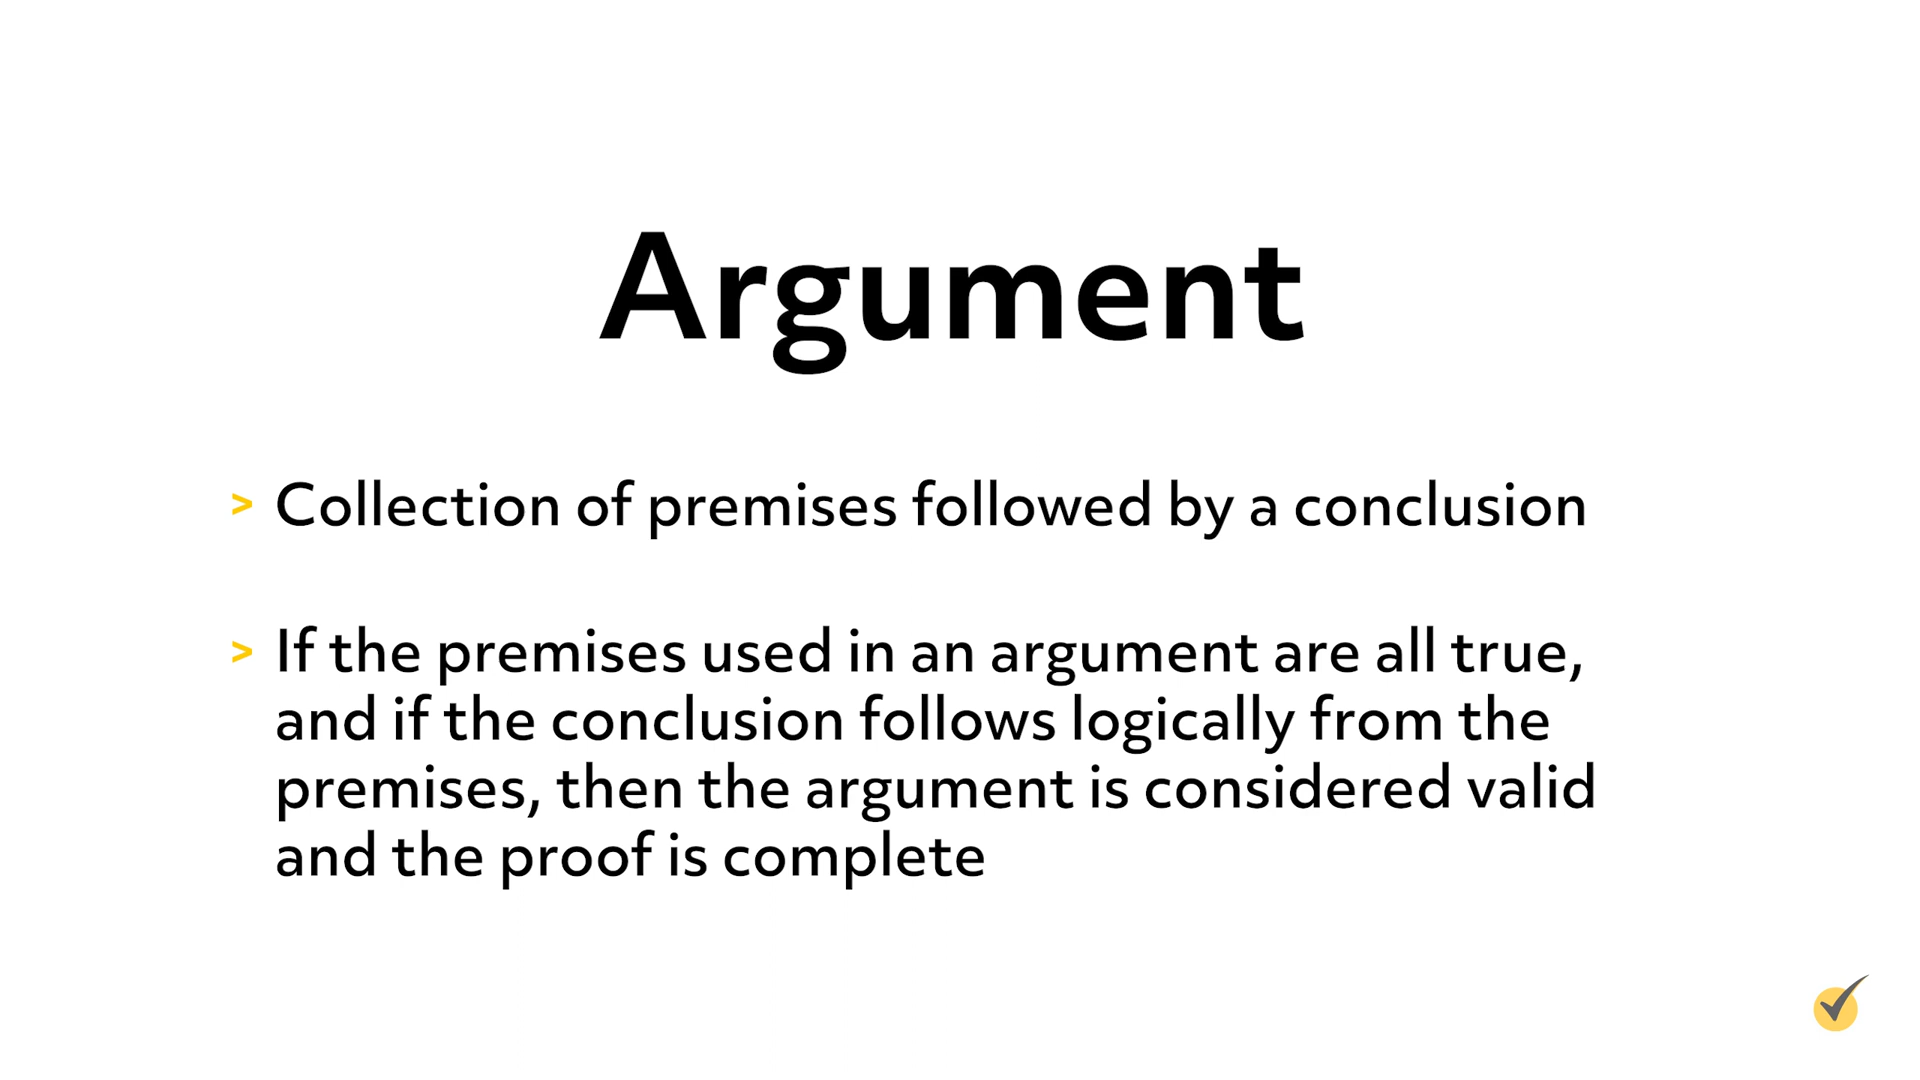 Argument
> Collection of premises followed by a conclusion
> If the premises used in an argument are all true,
and if the conclusion follows logically from the
premises, then the argument is considered valid
and the proof is complete